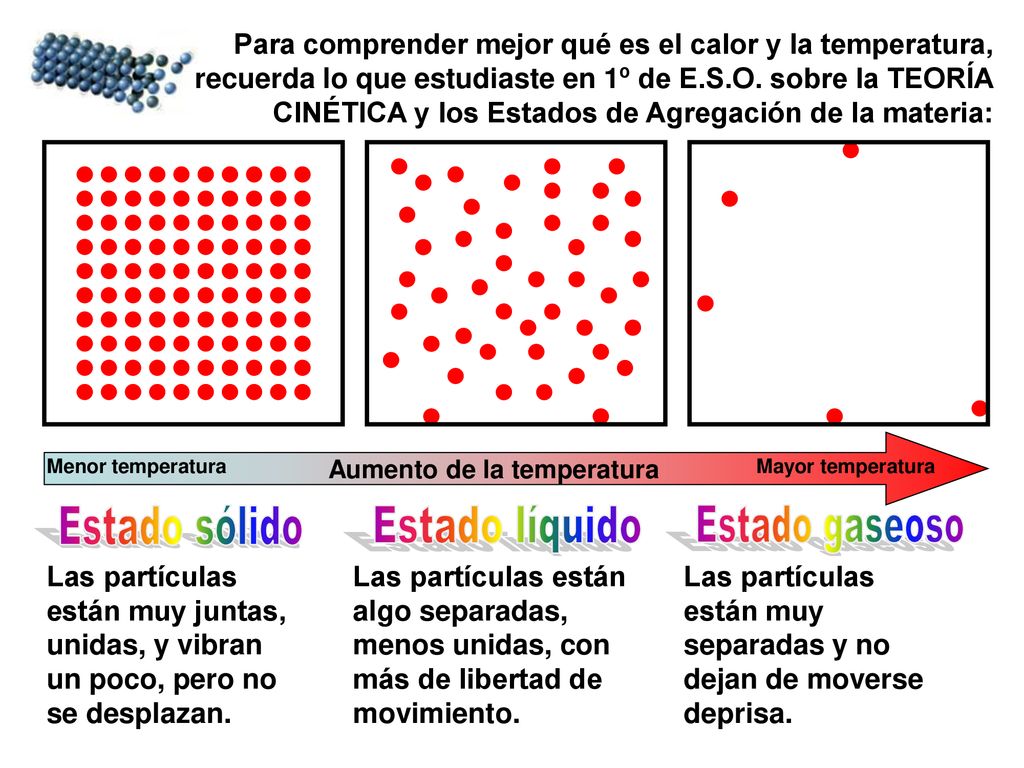 Para comprender mejor qué es el calor y la temperatura,
recuerda lo que estudiaste en 1º de E.S.O. sobre la TEORÍA
CINÉTICA y los Estados de Agregación de la materia:
Menor temperatura
Aumento de la temperatura
Mayor temperatura
Estado sólido
Las partículas
están muy juntas,
unidas, y vibran
un poco, pero no
se desplazan.
Estado líquido
Las partículas están
algo separadas,
menos unidas, con
más de libertad de
movimiento.
Estado gaseoso
Las partículas
están muy
separadas y no
dejan de moverse
deprisa.